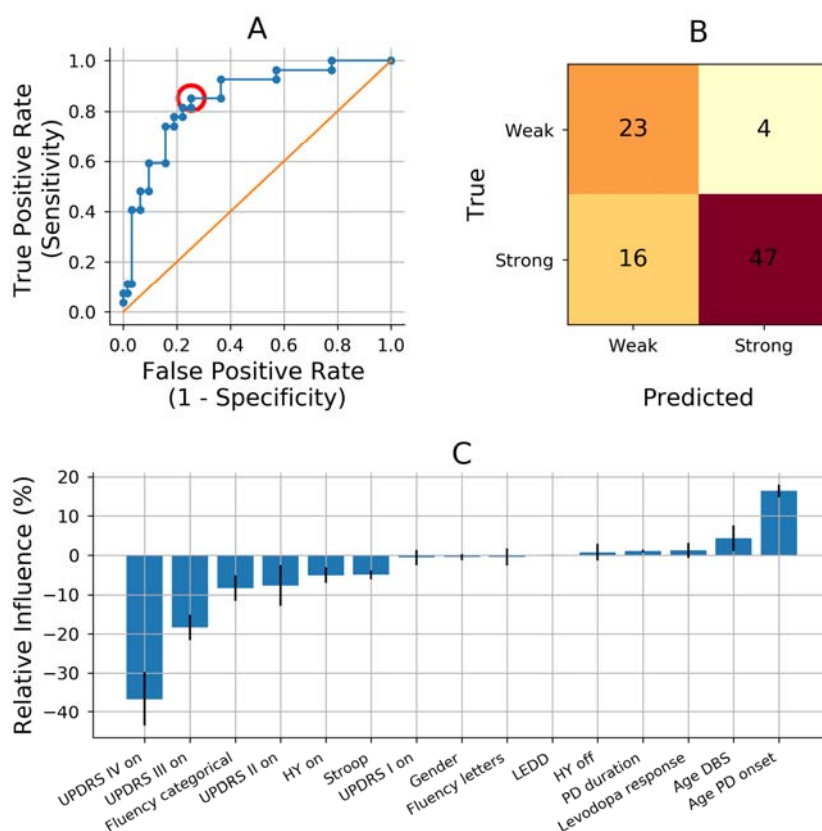 A
True Positive Rate
(Sensitivity)
1.0
0.8
0.6
0.4
0.2
0.0
0.0 0.2 0.4 0.6 0.8 1.0
False Positive Rate
(1 - Specificity)
B
True
Weak 23 4
Strong 16 47
Weak Strong
Predicted
C
Relative Influence (%)
20
10
0
−10
−20
−30
−40
UPDRS IV on
UPDRS III on
Fluency categorical
UPDRS II on
HY on
Stroop
UPDRS I on
Gender
Fluency letters
LEDD
HY off
PD duration
Levodopa response
Age DBS
Age PD onset